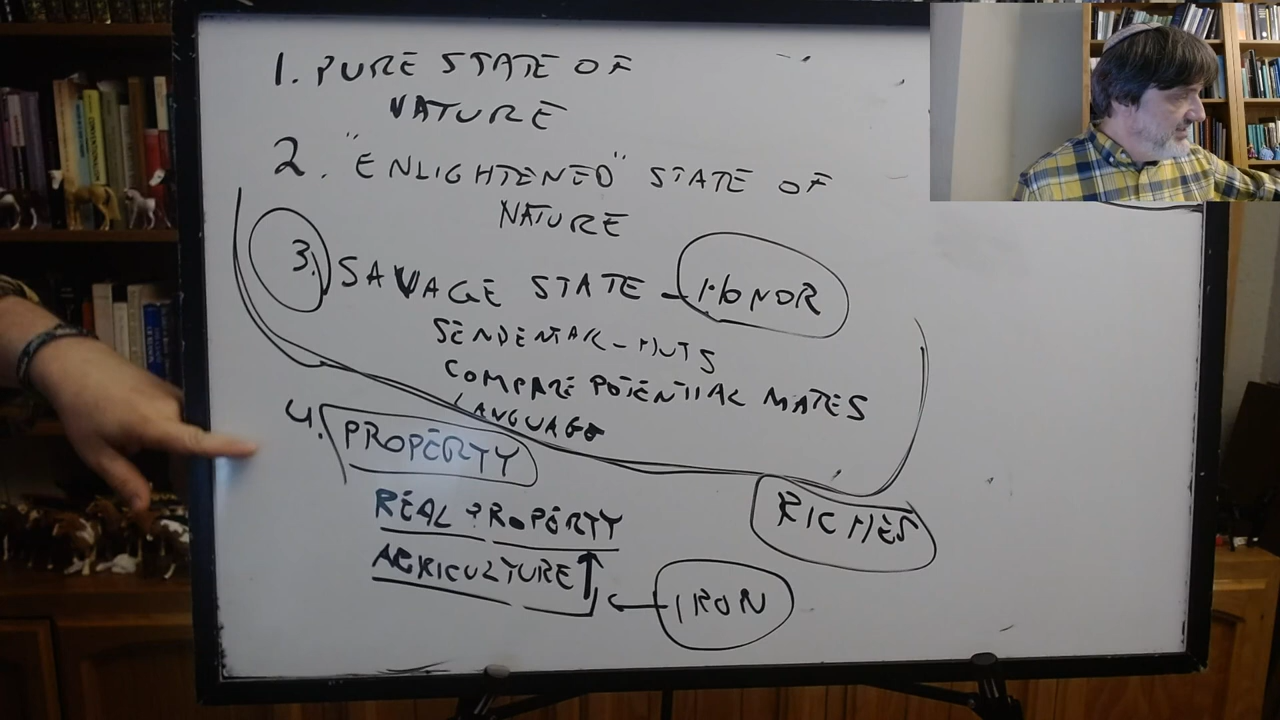 1. PURE STATE OF
NATURE
2. "ENLIGHTENED" STATE OF
NATURE
3. SAVAGE STATE - HONOR
SENDENTAR - HUTS
COMPARE POTENTIAL MATES
LANGUAGE
4. PROPERTY
RICHES
REAL PROPERTY
AGRICULTURE
IRON